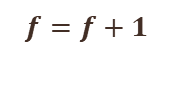 f = f + 1